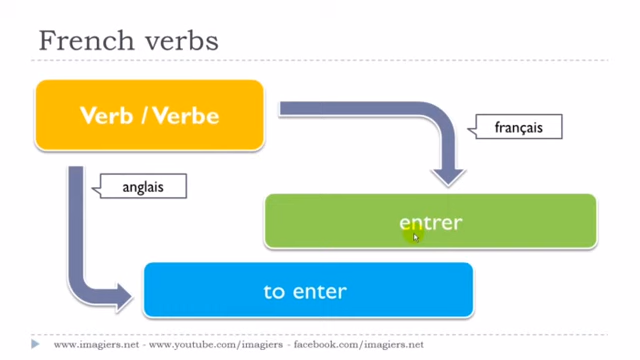 French verbs
Verb / Verbe
français
anglais
entrer
to enter
www.imagiers.net - www.youtube.com/imagiers - facebook.com/imagiers.net